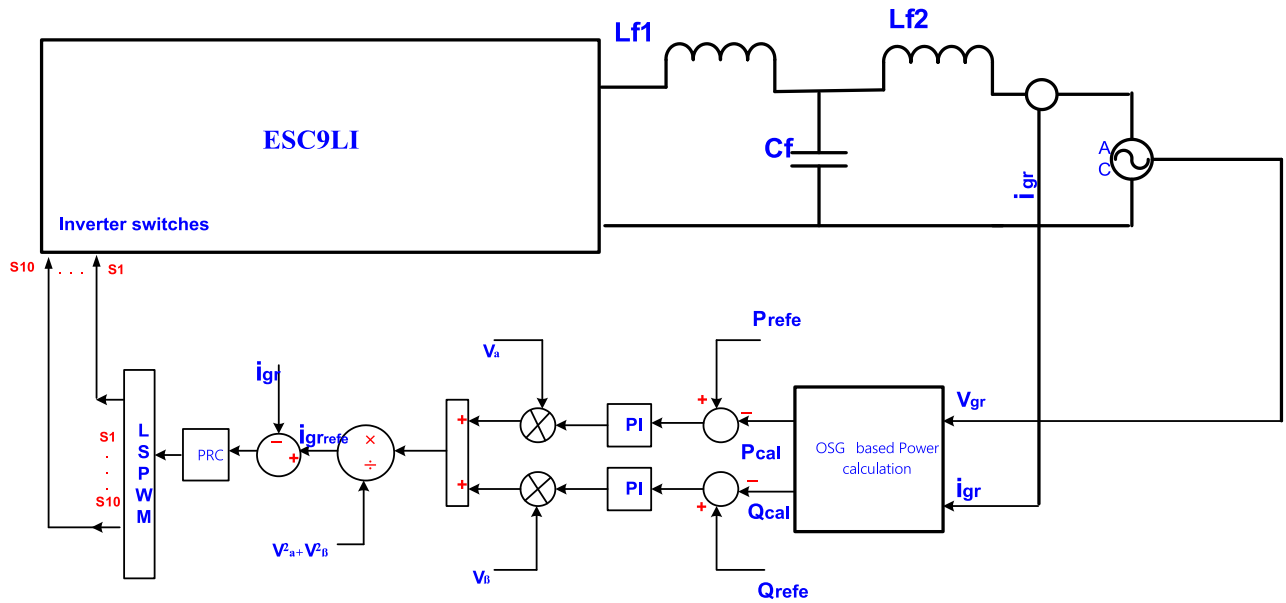 Lf1
Lf2
ESC9LI
Cf
A
C
igr
Inverter switches
S10 . . . S1
Prefe
Va
igr
Vgr
L
S
P
W
M
S1
.
.
.
S10
PRC
−
+
igrrefe
×
÷
+
+
PI
PI
+
−
−
+
Pcal
Qcal
OSG based Power
calculation
igr
V²a+V²ß
Vß
Qrefe